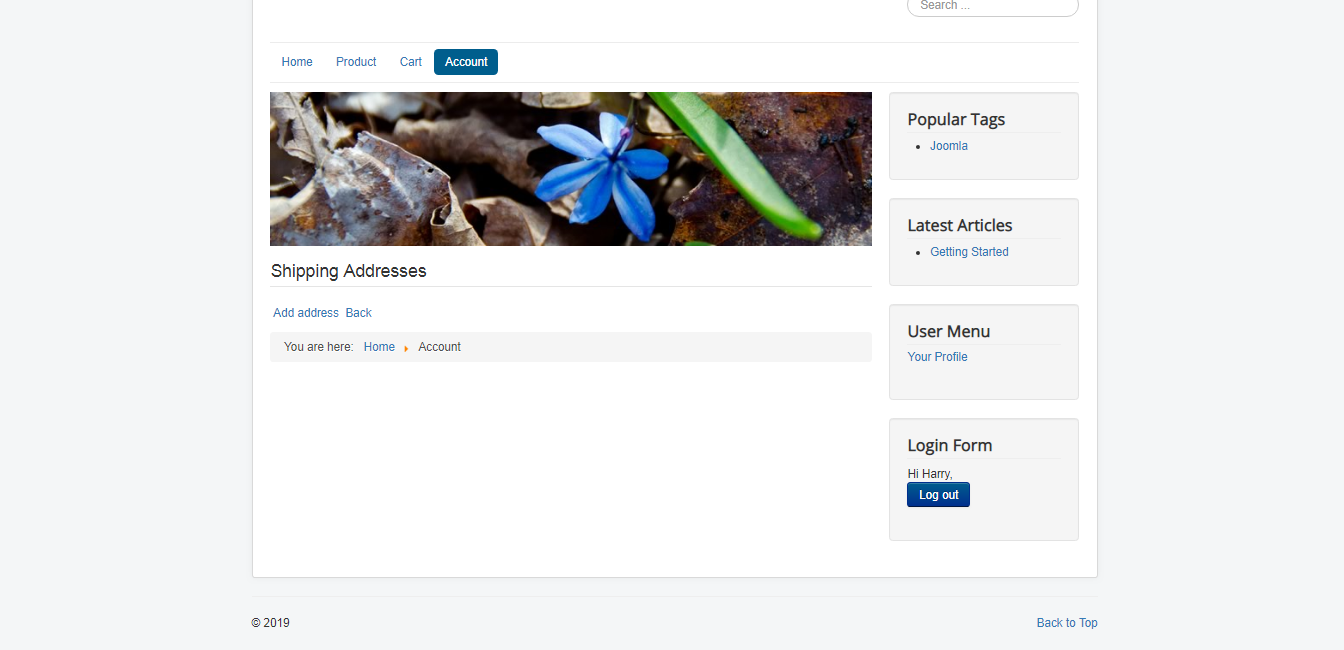 Search ...
Home Product Cart Account
Popular Tags
Joomla
Latest Articles
Getting Started
Shipping Addresses
Add address Back
You are here: Home Account
User Menu
Your Profile
Login Form
Hi Harry,
Log out
© 2019
Back to Top